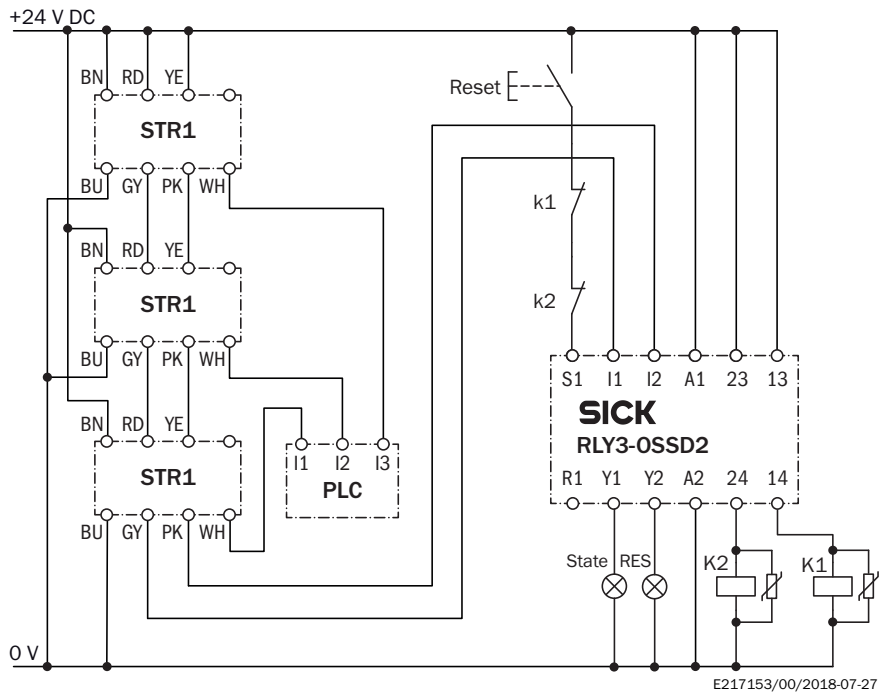 +24 V DC
BN RD YE
STR1
BU GY PK WH
BN RD YE
STR1
BU GY PK WH
BN RD YE
STR1
BU GY PK WH
I1 I2 I3
PLC
Reset
k1
k2
S1 I1 I2 A1 23 13
SICK
RLY3-OSSD2
R1 Y1 Y2 A2 24 14
State RES K2 K1
0 V
E217153/00/2018-07-27